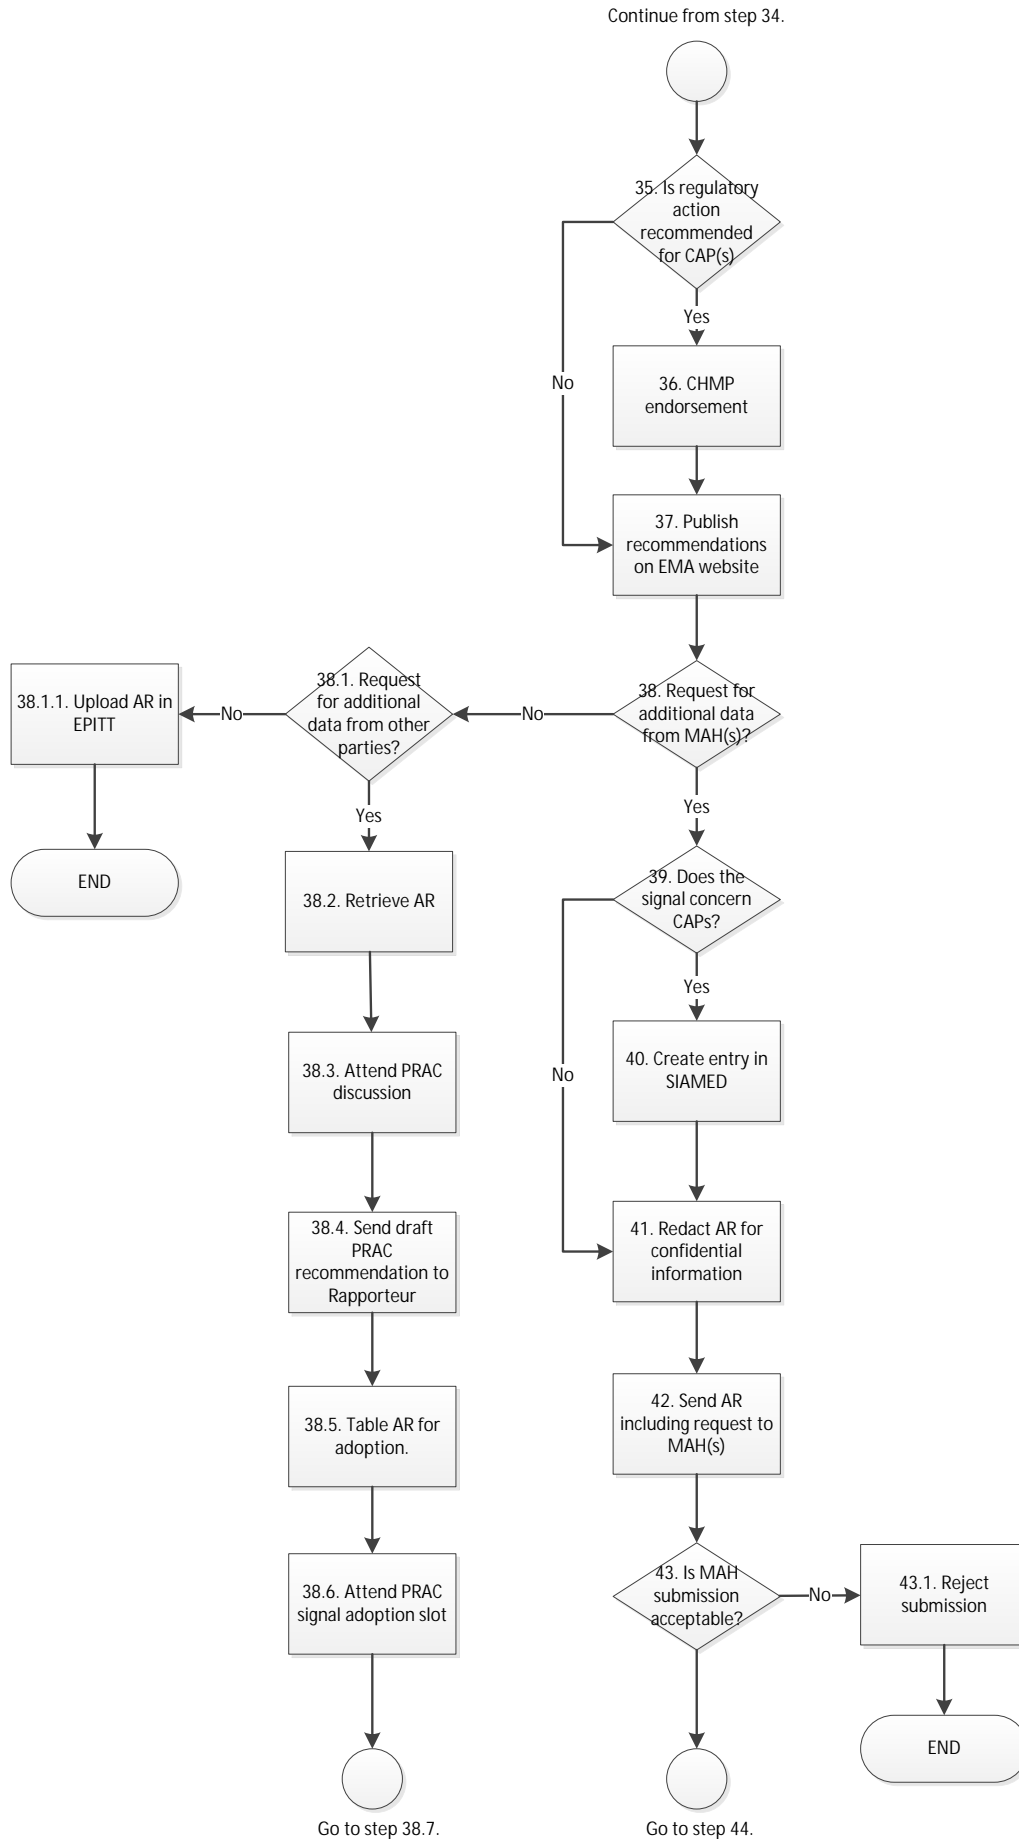 Continue from step 34.
35. Is regulatory
action
recommended
for CAP(s)
Yes
No
36. CHMP
endorsement
37. Publish
recommendations
on EMA website
38. Request for
additional data
from MAH(s)?
No
38.1. Request
for additional
data from other
parties?
No
38.1.1. Upload AR in
EPITT
END
Yes
38.2. Retrieve AR
38.3. Attend PRAC
discussion
38.4. Send draft
PRAC
recommendation to
Rapporteur
38.5. Table AR for
adoption.
38.6. Attend PRAC
signal adoption slot
Go to step 38.7.
Yes
39. Does the
signal concern
CAPs?
Yes
No
40. Create entry in
SIAMED
41. Redact AR for
confidential
information
42. Send AR
including request to
MAH(s)
43. Is MAH
submission
acceptable?
No
43.1. Reject
submission
END
Go to step 44.